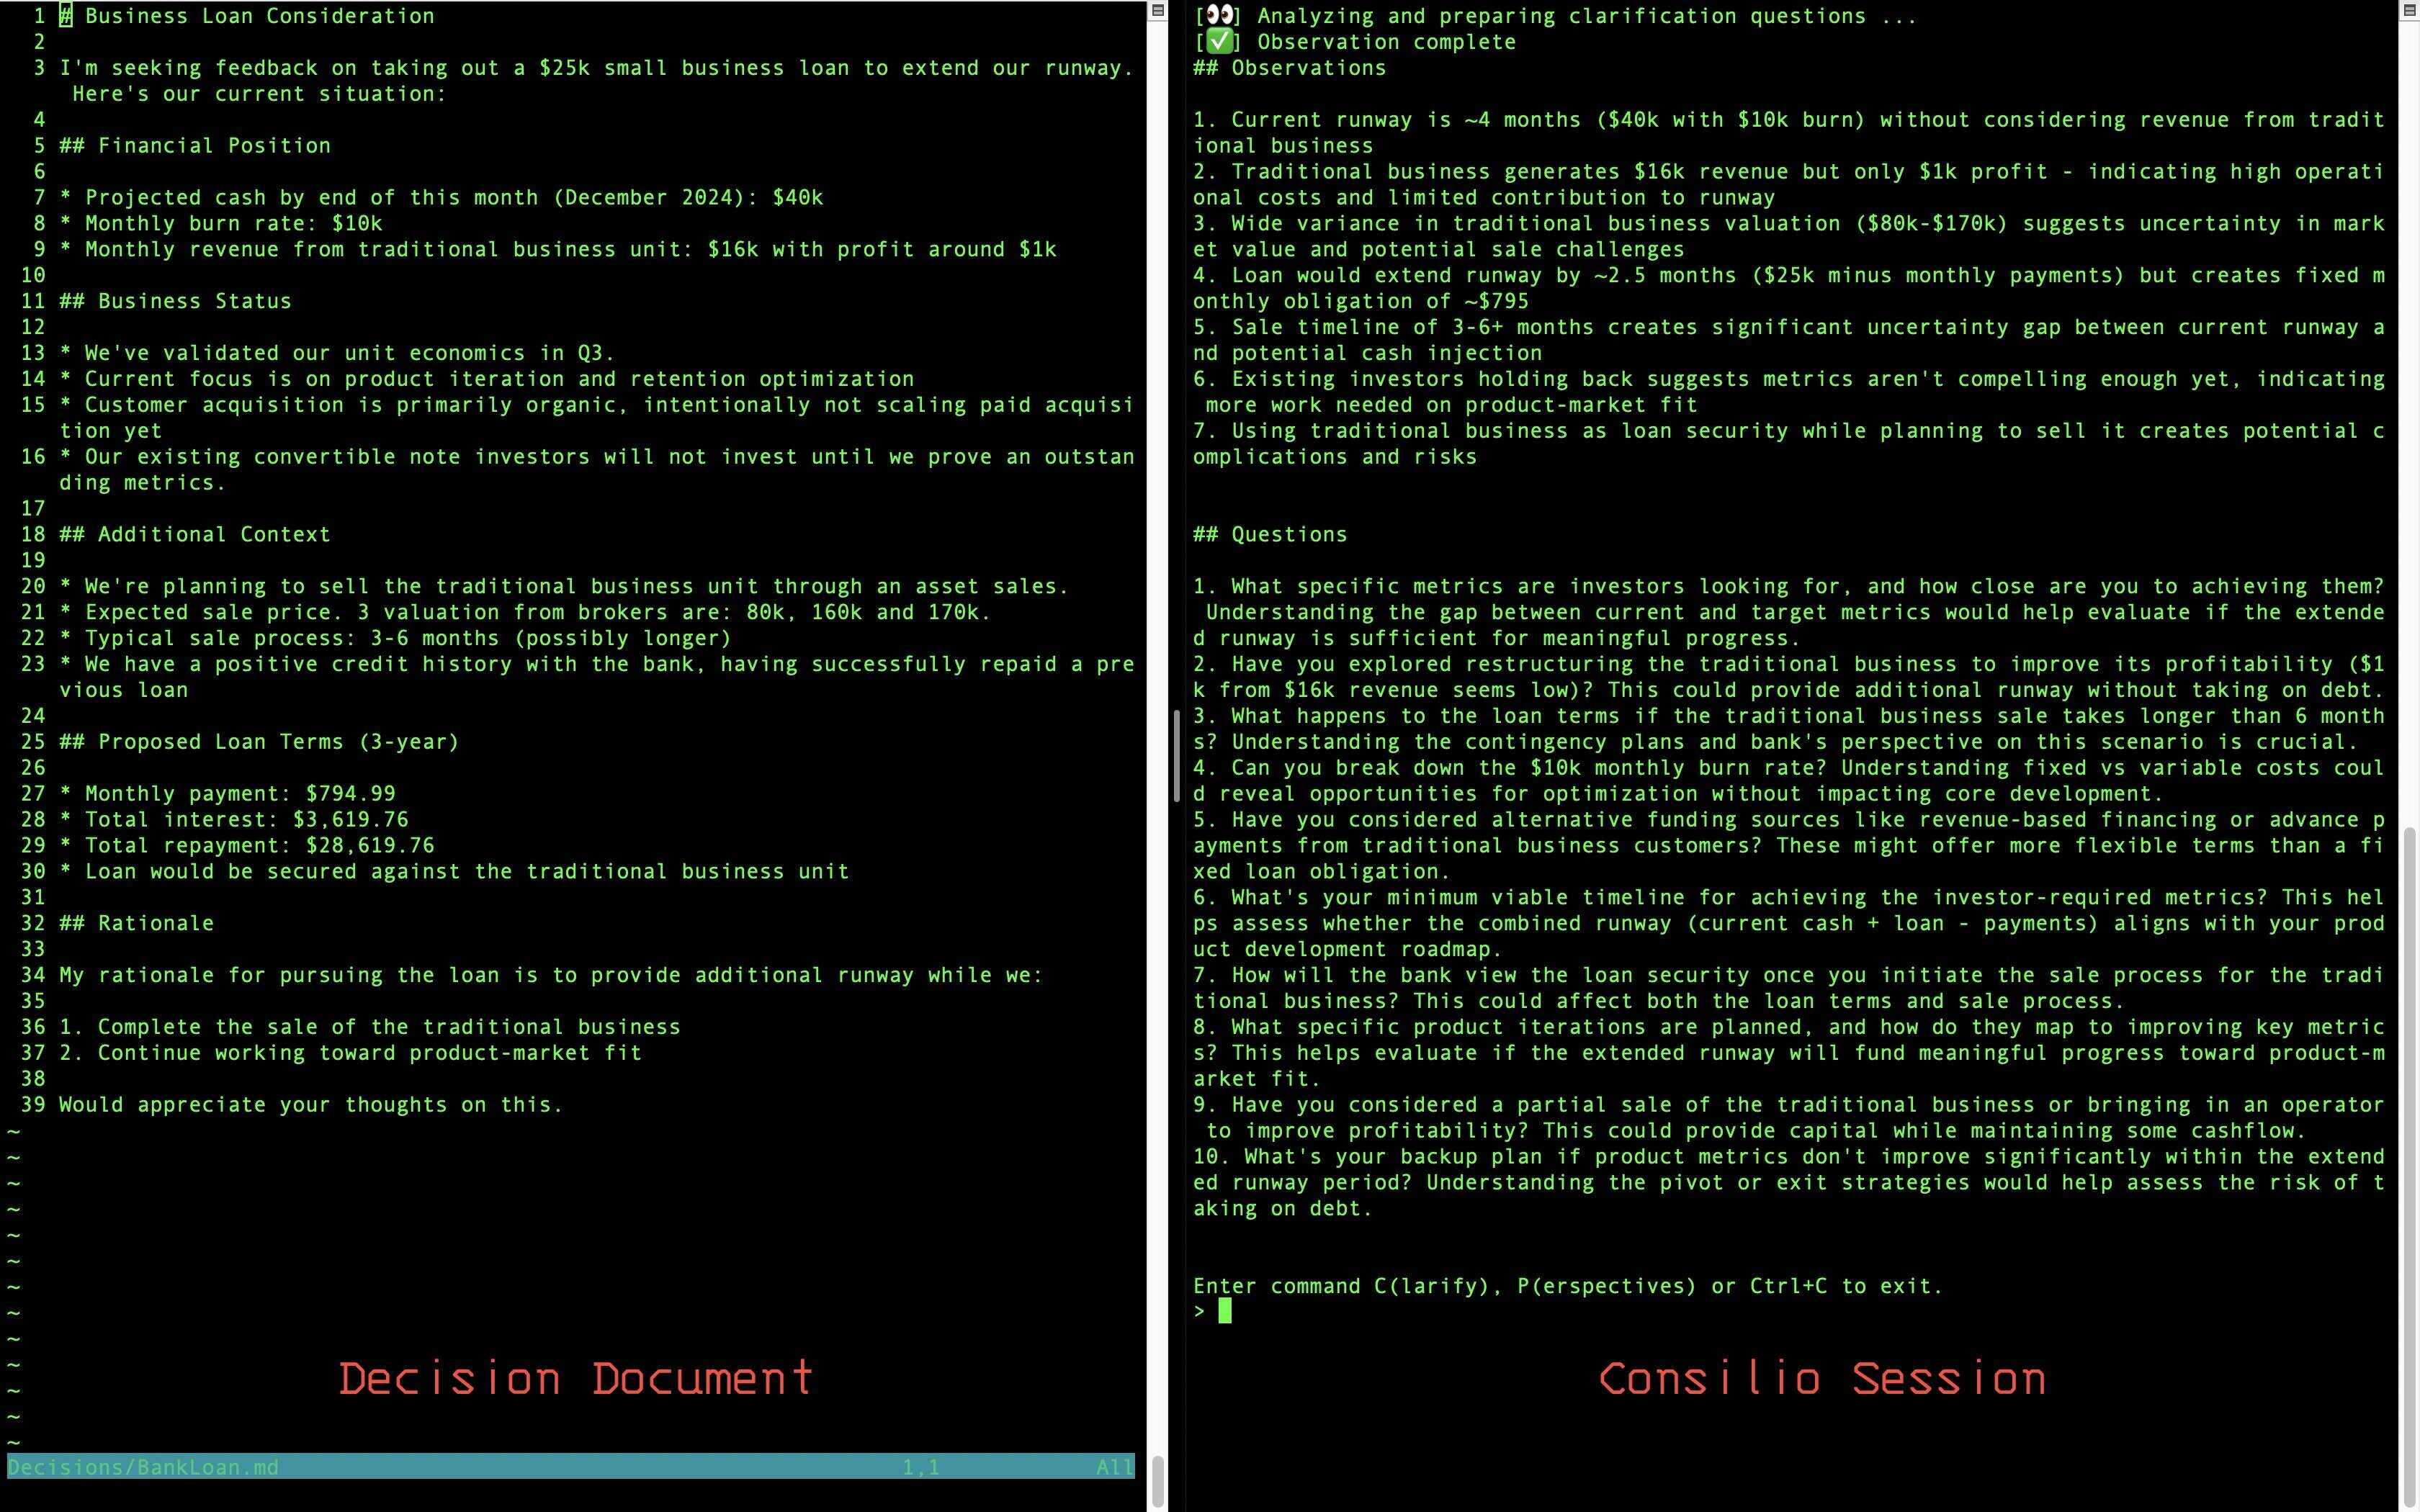 1 # Business Loan Consideration
2
3 I'm seeking feedback on taking out a $25k small business loan to extend our runway.
Here's our current situation:
4
5 ## Financial Position
6
7 * Projected cash by end of this month (December 2024): $40k
8 * Monthly burn rate: $10k
9 * Monthly revenue from traditional business unit: $16k with profit around $1k
10
11 ## Business Status
12
13 * We've validated our unit economics in Q3.
14 * Current focus is on product iteration and retention optimization
15 * Customer acquisition is primarily organic, intentionally not scaling paid acquisi
tion yet
16 * Our existing convertible note investors will not invest until we prove an outstan
ding metrics.
17
18 ## Additional Context
19
20 * We're planning to sell the traditional business unit through an asset sales.
21 * Expected sale price. 3 valuation from brokers are: 80k, 160k and 170k.
22 * Typical sale process: 3-6 months (possibly longer)
23 * We have a positive credit history with the bank, having successfully repaid a pre
vious loan
24
25 ## Proposed Loan Terms (3-year)
26
27 * Monthly payment: $794.99
28 * Total interest: $3,619.76
29 * Total repayment: $28,619.76
30 * Loan would be secured against the traditional business unit
31
32 ## Rationale
33
34 My rationale for pursuing the loan is to provide additional runway while we:
35
36 1. Complete the sale of the traditional business
37 2. Continue working toward product-market fit
38
39 Would appreciate your thoughts on this.
~
~
~
~
~
~
~
~
~
~
~
~
~
Decision Document
Decisions/BankLoan.md 1,1 All
[👀] Analyzing and preparing clarification questions ...
[✅] Observation complete
## Observations
1. Current runway is ~4 months ($40k with $10k burn) without considering revenue from tradit
ional business
2. Traditional business generates $16k revenue but only $1k profit - indicating high operati
onal costs and limited contribution to runway
3. Wide variance in traditional business valuation ($80k-$170k) suggests uncertainty in mark
et value and potential sale challenges
4. Loan would extend runway by ~2.5 months ($25k minus monthly payments) but creates fixed m
onthly obligation of ~$795
5. Sale timeline of 3-6+ months creates significant uncertainty gap between current runway a
nd potential cash injection
6. Existing investors holding back suggests metrics aren't compelling enough yet, indicating
more work needed on product-market fit
7. Using traditional business as loan security while planning to sell it creates potential c
omplications and risks
## Questions
1. What specific metrics are investors looking for, and how close are you to achieving them?
Understanding the gap between current and target metrics would help evaluate if the extende
d runway is sufficient for meaningful progress.
2. Have you explored restructuring the traditional business to improve its profitability ($1
k from $16k revenue seems low)? This could provide additional runway without taking on debt.
3. What happens to the loan terms if the traditional business sale takes longer than 6 month
s? Understanding the contingency plans and bank's perspective on this scenario is crucial.
4. Can you break down the $10k monthly burn rate? Understanding fixed vs variable costs coul
d reveal opportunities for optimization without impacting core development.
5. Have you considered alternative funding sources like revenue-based financing or advance p
ayments from traditional business customers? These might offer more flexible terms than a fi
xed loan obligation.
6. What's your minimum viable timeline for achieving the investor-required metrics? This hel
ps assess whether the combined runway (current cash + loan - payments) aligns with your prod
uct development roadmap.
7. How will the bank view the loan security once you initiate the sale process for the tradi
tional business? This could affect both the loan terms and sale process.
8. What specific product iterations are planned, and how do they map to improving key metric
s? This helps evaluate if the extended runway will fund meaningful progress toward product-m
arket fit.
9. Have you considered a partial sale of the traditional business or bringing in an operator
to improve profitability? This could provide capital while maintaining some cashflow.
10. What's your backup plan if product metrics don't improve significantly within the extend
ed runway period? Understanding the pivot or exit strategies would help assess the risk of t
aking on debt.
Enter command C(larify), P(erspectives) or Ctrl+C to exit.
>
Consilio Session